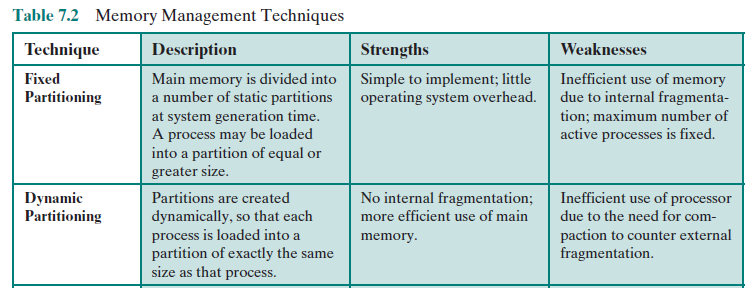 Table 7.2 Memory Management Techniques
Technique
Description
Strengths
Weaknesses
Fixed
Partitioning
Main memory is divided into
a number of static partitions
at system generation time.
A process may be loaded
into a partition of equal or
greater size.
Simple to implement; little
operating system overhead.
Inefficient use of memory
due to internal fragmenta-
tion; maximum number of
active processes is fixed.
Dynamic
Partitioning
Partitions are created
dynamically, so that each
process is loaded into a
partition of exactly the same
size as that process.
No internal fragmentation;
more efficient use of main
memory.
Inefficient use of processor
due to the need for com-
paction to counter external
fragmentation.